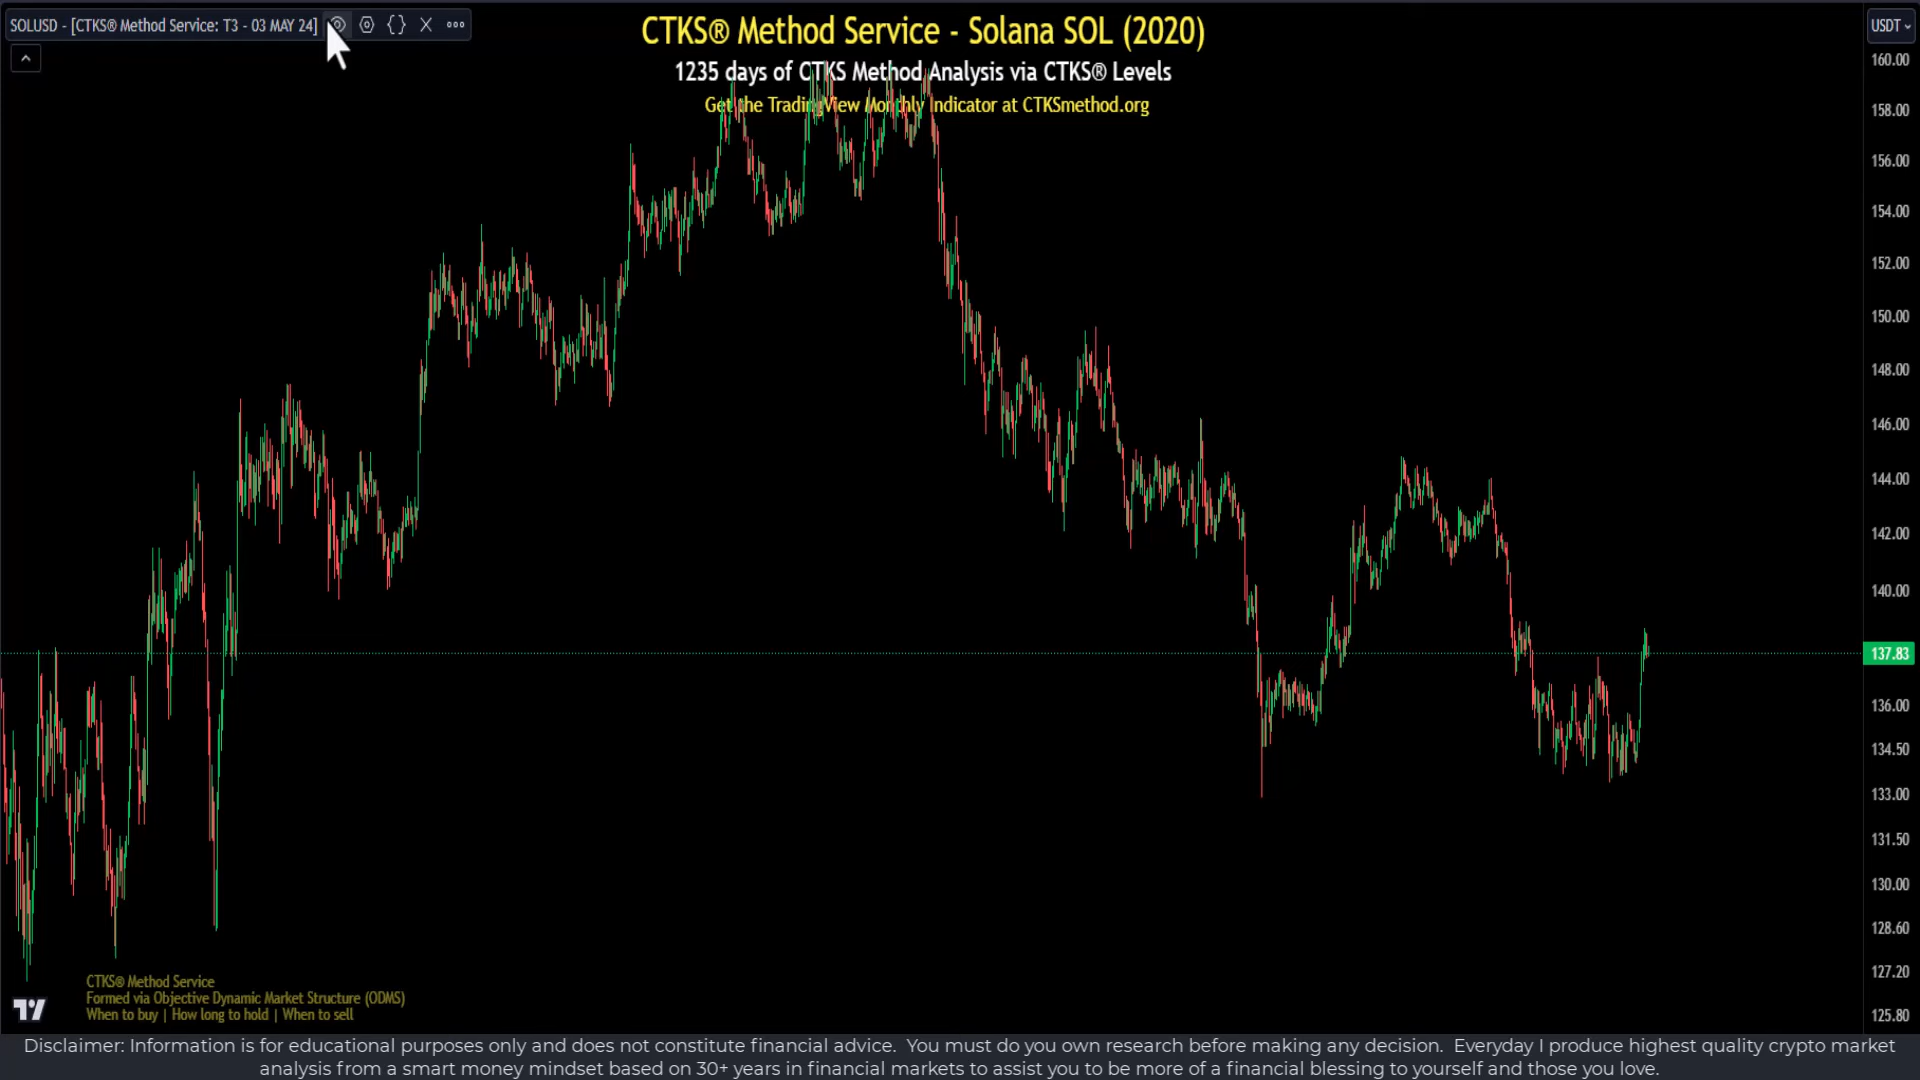 SOLUSD - [CTKS® Method Service: T3 - 03 MAY 24]
CTKS® Method Service - Solana SOL (2020)
1235 days of CTKS Method Analysis via CTKS® Levels
Get the TradingView Monthly Indicator at CTKSmethod.org
USDT
160.00
158.00
156.00
154.00
152.00
150.00
148.00
146.00
144.00
142.00
140.00
137.83
136.00
134.50
133.00
131.50
130.00
128.60
127.20
125.80
CTKS® Method Service
Formed via Objective Dynamic Market Structure (ODMS)
When to buy | How long to hold | When to sell
Disclaimer: Information is for educational purposes only and does not constitute financial advice. You must do you own research before making any decision. Everyday I produce highest quality crypto market
analysis from a smart money mindset based on 30+ years in financial markets to assist you to be more of a financial blessing to yourself and those you love.